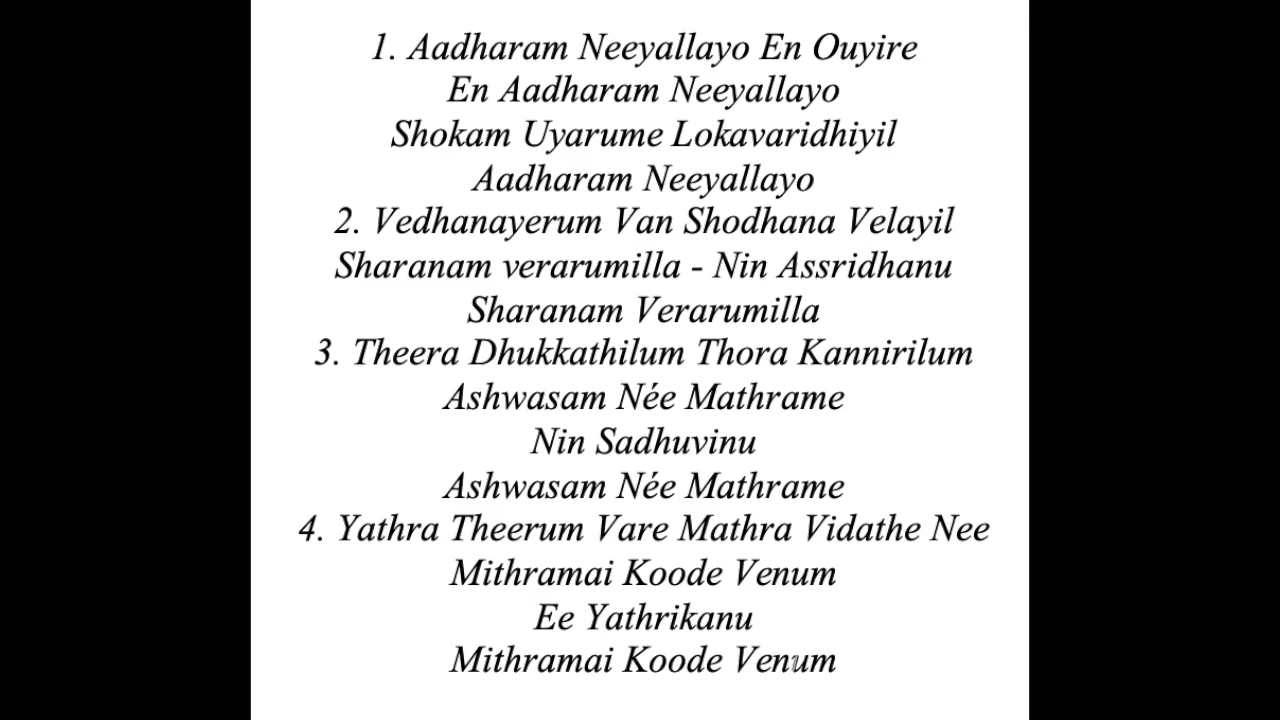 1. Aadharam Neeyallayo En Ouyire
En Aadharam Neeyallayo
Shokam Uyarume Lokavaridhiyil
Aadharam Neeyallayo
2. Vedhanayerum Van Shodhana Velayil
Sharanam verarumilla - Nin Assridhanu
Sharanam Verarumilla
3. Theera Dhukkathilum Thora Kannirilum
Ashwasam Née Mathrame
Nin Sadhuvinu
Ashwasam Née Mathrame
4. Yathra Theerum Vare Mathra Vidathe Nee
Mithramai Koode Venum
Ee Yathrikanu
Mithramai Koode Venum